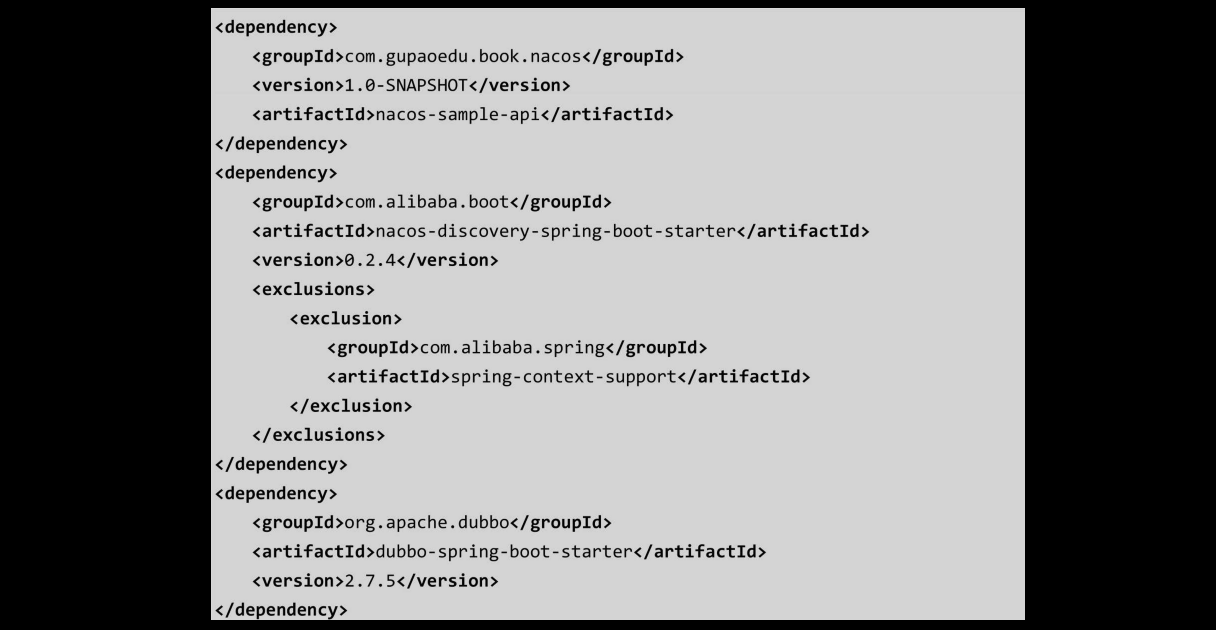 <dependency>
    <groupId>com.gupaoedu.book.nacos</groupId>
    <version>1.0-SNAPSHOT</version>
    <artifactId>nacos-sample-api</artifactId>
</dependency>
<dependency>
    <groupId>com.alibaba.boot</groupId>
    <artifactId>nacos-discovery-spring-boot-starter</artifactId>
    <version>0.2.4</version>
    <exclusions>
        <exclusion>
            <groupId>com.alibaba.spring</groupId>
            <artifactId>spring-context-support</artifactId>
        </exclusion>
    </exclusions>
</dependency>
<dependency>
    <groupId>org.apache.dubbo</groupId>
    <artifactId>dubbo-spring-boot-starter</artifactId>
    <version>2.7.5</version>
</dependency>